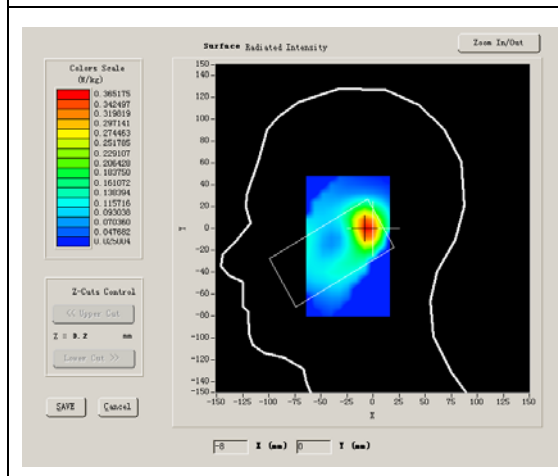 Surface Radiated Intensity
Zoom In/Out
Colors Scale
(W/kg)
0.365175
0.342497
0.319819
0.297141
0.274463
0.251785
0.229107
0.206428
0.183750
0.161072
0.138394
0.115716
0.093038
0.070360
0.047682
0.025004
Z-Cuts Control
<< Upper Cut
Z = 0.2 mm
Lower Cut >>
SAVE
Cancel
150
120
100
80
60
40
20
0
-20
-40
-60
-80
-100
-120
-140
-150
Y
-150 -125 -100 -75 -50 -25 0 25 50 75 100 125 150
X
-8 X (mm) 0 Y (mm)